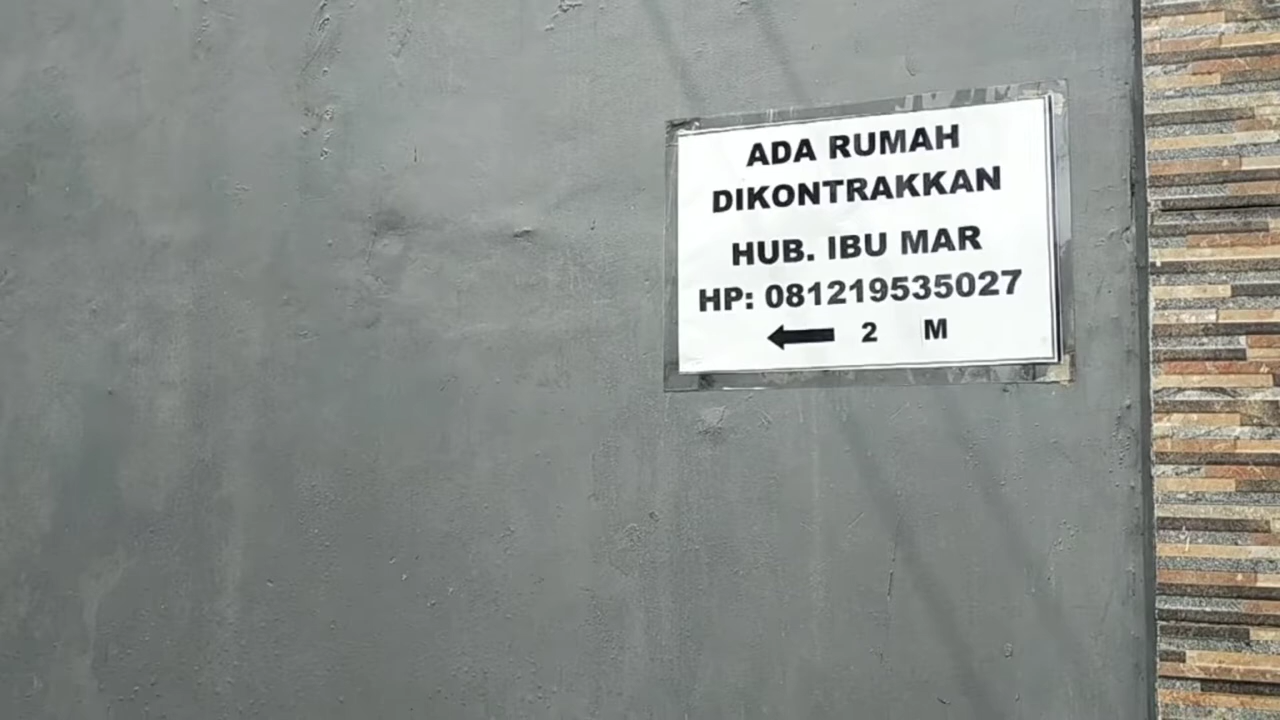 ADA RUMAH
DIKONTRAKKAN
HUB. IBU MAR
HP: 081219535027
2 M